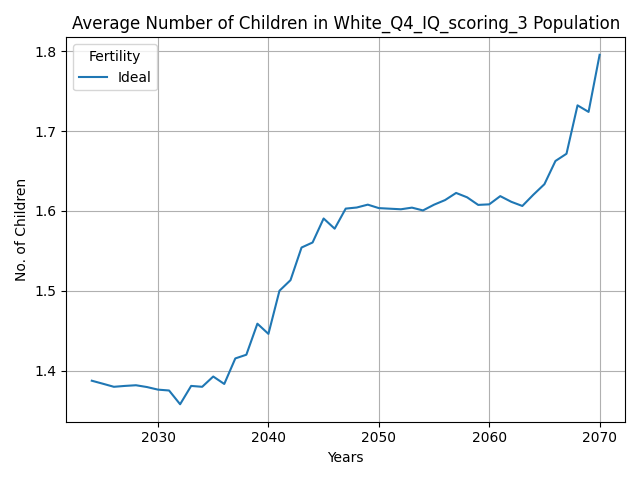 Average Number of Children in White_Q4_IQ_scoring_3 Population
Fertility
Ideal
No. of Children
1.8
1.7
1.6
1.5
1.4
2030 2040 2050 2060 2070
Years